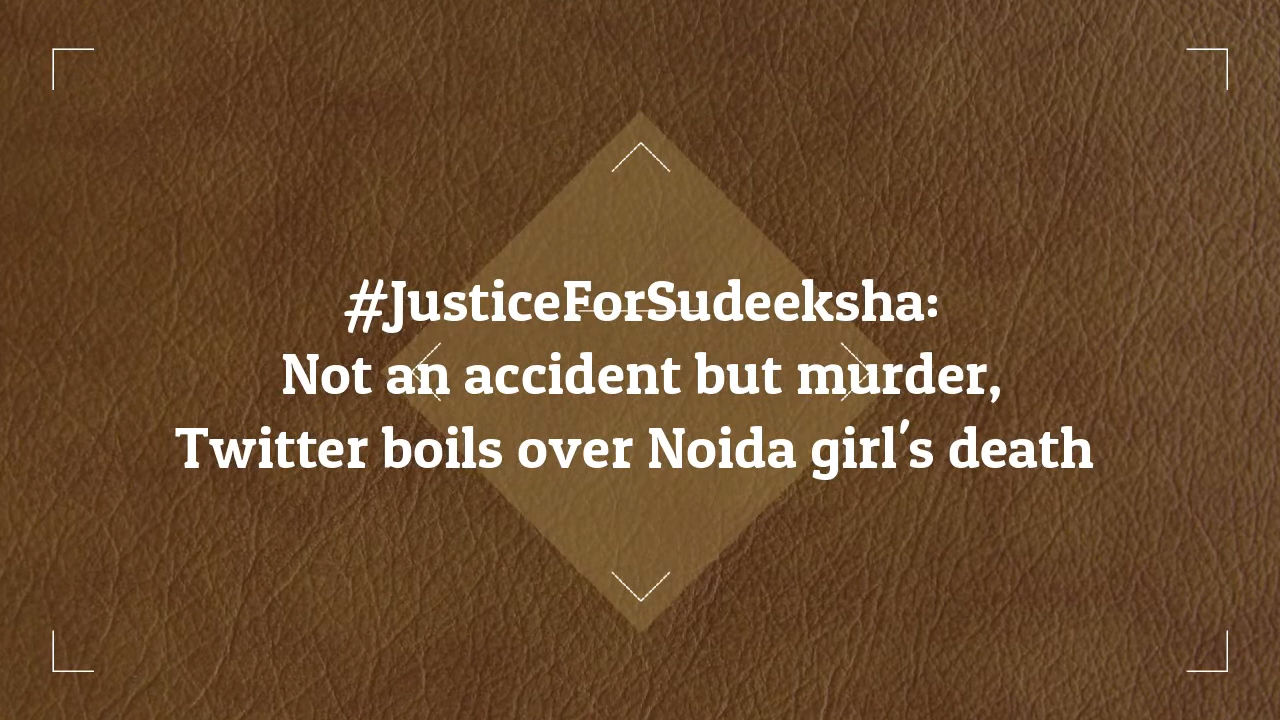 #JusticeForSudeeksha:
Not an accident but murder,
Twitter boils over Noida girl's death